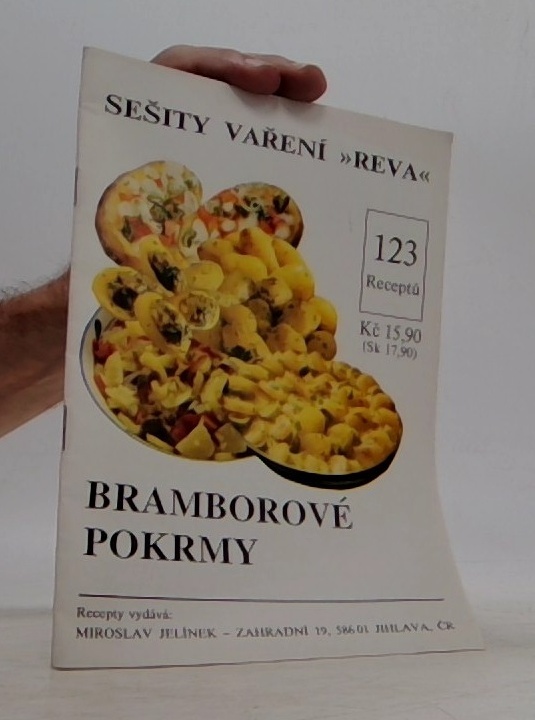 SEŠITY VAŘENÍ »REVA«
123
Receptů
Kč 15,90
(Sk 17,90)
BRAMBOROVÉ
POKRMY
Recepty vydává:
MIROSLAV JELÍNEK – ZAHRADNÍ 19, 586 01 JIHLAVA, ČR